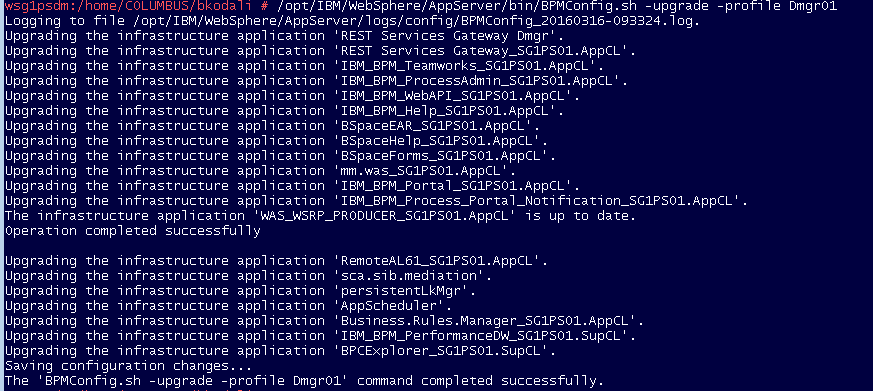 wsg1psdm:/home/COLUMBUS/bkodali # /opt/IBM/WebSphere/AppServer/bin/BPMConfig.sh -upgrade -profile Dmgr01
Logging to file /opt/IBM/WebSphere/AppServer/logs/config/BPMConfig_20160316-093324.log.
Upgrading the infrastructure application 'REST Services Gateway Dmgr'.
Upgrading the infrastructure application 'REST Services Gateway_SG1PS01.AppCL'.
Upgrading the infrastructure application 'IBM_BPM_Teamworks_SG1PS01.AppCL'.
Upgrading the infrastructure application 'IBM_BPM_ProcessAdmin_SG1PS01.AppCL'.
Upgrading the infrastructure application 'IBM_BPM_WebAPI_SG1PS01.AppCL'.
Upgrading the infrastructure application 'IBM_BPM_Help_SG1PS01.AppCL'.
Upgrading the infrastructure application 'BSpaceEAR_SG1PS01.AppCL'.
Upgrading the infrastructure application 'BSpaceHelp_SG1PS01.AppCL'.
Upgrading the infrastructure application 'BSpaceForms_SG1PS01.AppCL'.
Upgrading the infrastructure application 'mm.was_SG1PS01.AppCL'.
Upgrading the infrastructure application 'IBM_BPM_Portal_SG1PS01.AppCL'.
Upgrading the infrastructure application 'IBM_BPM_Process_Portal_Notification_SG1PS01.AppCL'.
The infrastructure application 'WAS_WSRP_PRODUCER_SG1PS01.AppCL' is up to date.
Operation completed successfully
Upgrading the infrastructure application 'RemoteAL61_SG1PS01.AppCL'.
Upgrading the infrastructure application 'sca.sib.mediation'.
Upgrading the infrastructure application 'persistentLkMgr'.
Upgrading the infrastructure application 'AppScheduler'.
Upgrading the infrastructure application 'Business.Rules.Manager_SG1PS01.AppCL'.
Upgrading the infrastructure application 'IBM_BPM_PerformanceDW_SG1PS01.SupCL'.
Upgrading the infrastructure application 'BPCExplorer_SG1PS01.SupCL'.
Saving configuration changes...
The 'BPMConfig.sh -upgrade -profile Dmgr01' command completed successfully.